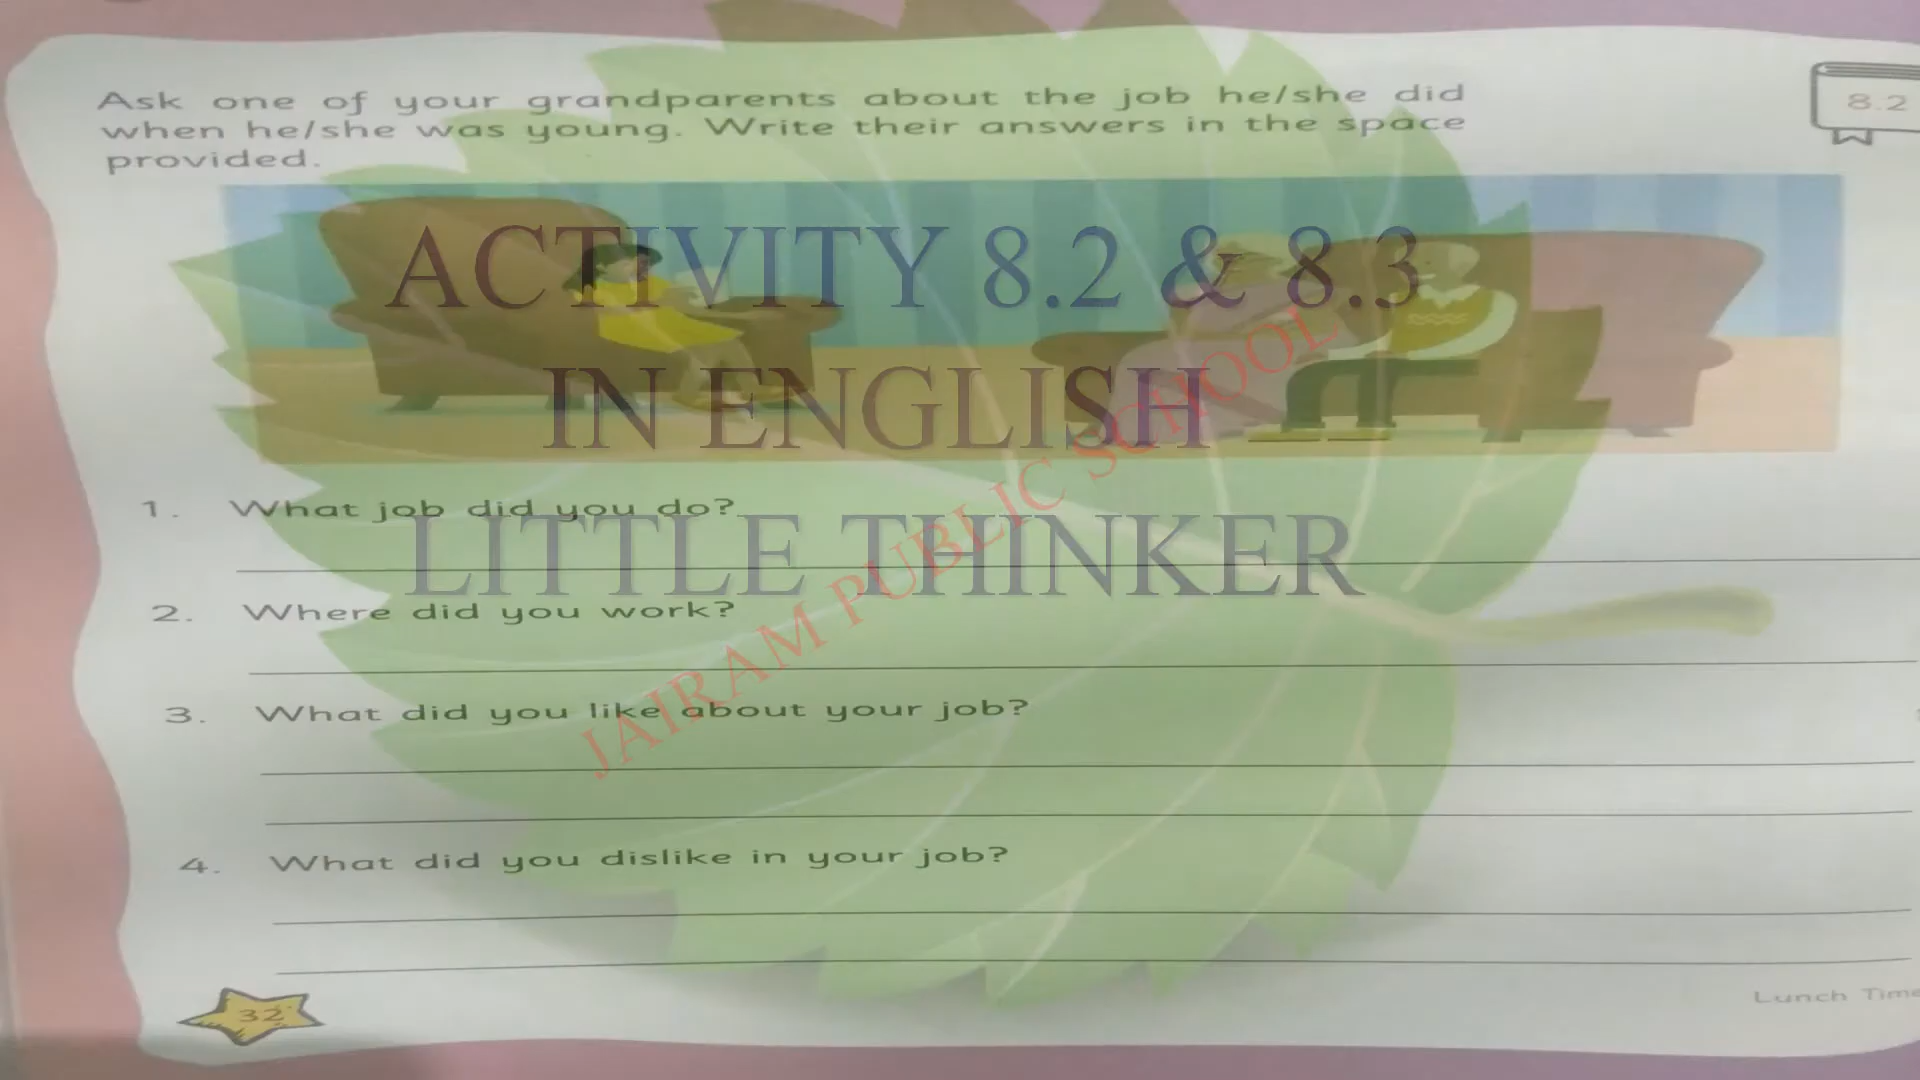 Ask one of your grandparents about the job he/she did
when he/she was young. Write their answers in the space
provided.
8.2
ACTIVITY 8.2 & 8.3
IN ENGLISH
LITTLE THINKER
JAIRAM PUBLIC SCHOOL
1. What job did you do?
2. Where did you work?
3. What did you like about your job?
4. What did you dislike in your job?
32
Lunch Time